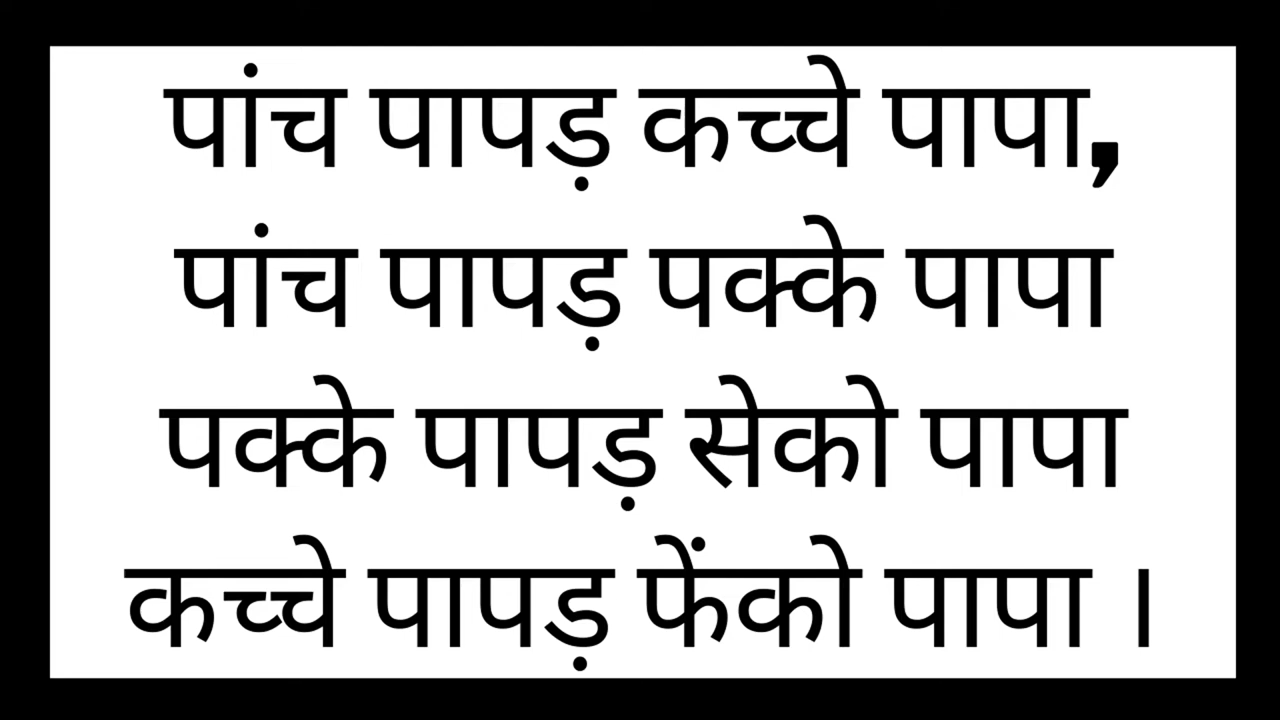 पांच पापड़ कच्चे पापा,
पांच पापड़ पक्के पापा
पक्के पापड़ सेको पापा
कच्चे पापड़ फेंको पापा ।